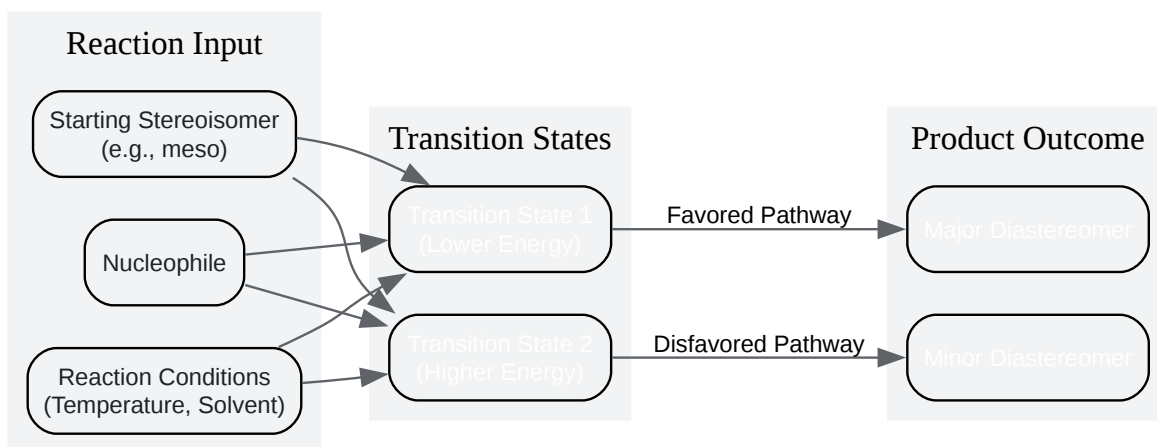 Reaction Input
Starting Stereoisomer
(e.g., meso)
Nucleophile
Reaction Conditions
(Temperature, Solvent)
Transition States
Transition State 1
(Lower Energy)
Transition State 2
(Higher Energy)
Favored Pathway
Disfavored Pathway
Product Outcome
Major Diastereomer
Minor Diastereomer